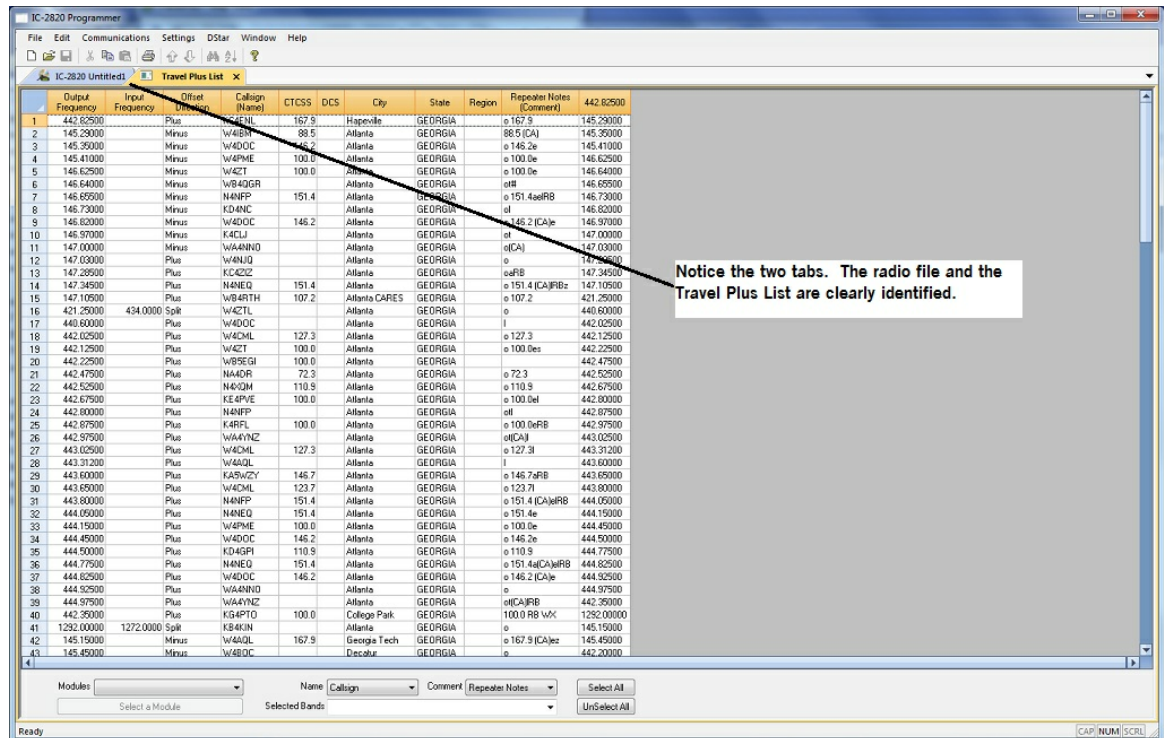 IC-2820 Programmer
File Edit Communications Settings DStar Window Help
IC-2820 Untitled1 Travel Plus List X
Output Frequency Input Frequency Offset Direction Callsign (Name) CTCSS DCS City State Region Repeater Notes (Comment) 442.82500
1 442.82500 Plus 167.9 Hapeville GEORGIA o 167.9 145.29000
2 145.29000 Minus W4IBM 88.5 Atlanta GEORGIA 88.5 (CA) 145.35000
3 145.35000 Minus W4DOC 146.2 Atlanta GEORGIA o 146.2e 145.41000
4 145.41000 Minus W4PME 100.0 Atlanta GEORGIA o 100.0e 146.62500
5 146.62500 Minus W4ZT 100.0 Atlanta GEORGIA o 100.0e 146.64000
6 146.64000 Minus WB4QGR Atlanta GEORGIA ot# 146.65500
7 146.65500 Minus N4NFP 151.4 Atlanta GEORGIA o 151.4aelRB 146.73000
8 146.73000 Minus KD4NC Atlanta GEORGIA ol 146.82000
9 146.82000 Minus W4DOC 146.2 Atlanta GEORGIA o 146.2 (CA)e 146.97000
10 146.97000 Minus K4CLJ Atlanta GEORGIA ot 147.00000
11 147.00000 Minus WA4NNO Atlanta GEORGIA o(CA) 147.03000
12 147.03000 Plus W4NJQ Atlanta GEORGIA o 147.28500
13 147.28500 Plus KC4ZIZ Atlanta GEORGIA oaRB 147.34500
14 147.34500 Plus N4NEQ 151.4 Atlanta GEORGIA o 151.4 (CA)lRBz 147.10500
15 147.10500 Plus WB4RTH 107.2 Atlanta CARES GEORGIA o 107.2 421.25000
16 421.25000 434.0000 Split W4ZTL Atlanta GEORGIA o 440.60000
17 440.60000 Plus W4DOC Atlanta GEORGIA l 442.02500
18 442.02500 Plus W4CML 127.3 Atlanta GEORGIA o 127.3 442.12500
19 442.12500 Plus W4ZT 100.0 Atlanta GEORGIA o 100.0es 442.22500
20 442.22500 Plus WB5EGI 100.0 Atlanta GEORGIA 442.47500
21 442.47500 Plus NA4DR 72.3 Atlanta GEORGIA o 72.3 442.52500
22 442.52500 Plus N4XQM 110.9 Atlanta GEORGIA o 110.9 442.67500
23 442.67500 Plus KE4PVE 100.0 Atlanta GEORGIA o 100.0el 442.80000
24 442.80000 Plus N4NFP Atlanta GEORGIA otl 442.87500
25 442.87500 Plus K4RFL 100.0 Atlanta GEORGIA o 100.0eRB 442.97500
26 442.97500 Plus WA4YNZ Atlanta GEORGIA ot(CA)l 443.02500
27 443.02500 Plus W4CML 127.3 Atlanta GEORGIA o 127.3l 443.31200
28 443.31200 Plus W4AQL Atlanta GEORGIA l 443.60000
29 443.60000 Plus KA5WZY 146.7 Atlanta GEORGIA o 146.7aRB 443.65000
30 443.65000 Plus W4CML 123.7 Atlanta GEORGIA o 123.7l 443.80000
31 443.80000 Plus N4NFP 151.4 Atlanta GEORGIA o 151.4 (CA)elRB 444.05000
32 444.05000 Plus N4NEQ 151.4 Atlanta GEORGIA o 151.4e 444.15000
33 444.15000 Plus W4PME 100.0 Atlanta GEORGIA o 100.0e 444.45000
34 444.45000 Plus W4DOC 146.2 Atlanta GEORGIA o 146.2e 444.50000
35 444.50000 Plus KD4GPI 110.9 Atlanta GEORGIA o 110.9 444.77500
36 444.77500 Plus N4NEQ 151.4 Atlanta GEORGIA o 151.4a(CA)elRB 444.82500
37 444.82500 Plus W4DOC 146.2 Atlanta GEORGIA o 146.2 (CA)e 444.92500
38 444.92500 Plus WA4NNO Atlanta GEORGIA o 444.97500
39 444.97500 Plus WA4YNZ Atlanta GEORGIA ot(CA)lRB 442.35000
40 442.35000 Plus KG4PTO 100.0 College Park GEORGIA 100.0 RB WX 1292.00000
41 1292.00000 1272.0000 Split KB4KIN Atlanta GEORGIA o 145.15000
42 145.15000 Minus W4AQL 167.9 Georgia Tech GEORGIA o 167.9 (CA)ez 145.45000
43 145.45000 Minus W4BOC Decatur GEORGIA o 442.20000
Notice the two tabs. The radio file and the
Travel Plus List are clearly identified.
Modules Name Callsign Comment Repeater Notes Select All
Select a Module Selected Bands UnSelect All
Ready CAP NUM SCRL